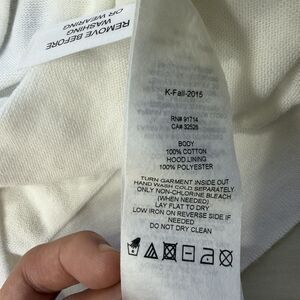 REMOVE BEFORE
WASHING
OR WEARING
K-Fall-2015
RN# 91714
CA# 32528
BODY
100% COTTON
HOOD LINING
100% POLYESTER
TURN GARMENT INSIDE OUT
HAND WASH COLD SEPARATELY
ONLY NON-CHLORINE BLEACH
(WHEN NEEDED)
LAY FLAT TO DRY
LOW IRON ON REVERSE SIDE IF
NEEDED
DO NOT DRY CLEAN